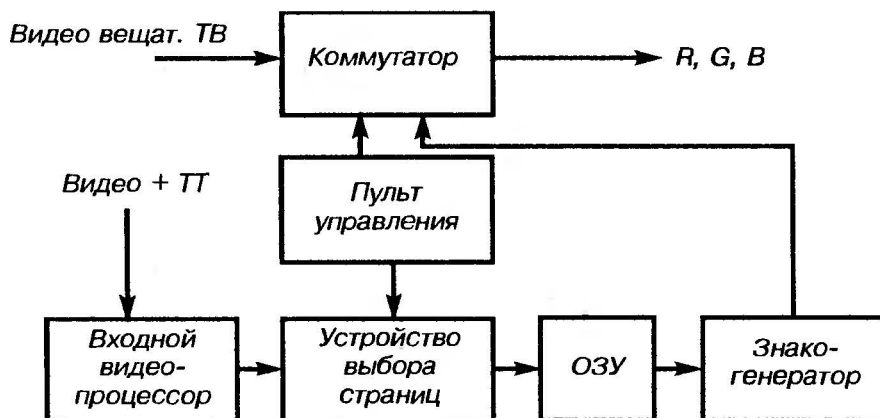 Видео вещат. ТВ
Коммутатор
R, G, B
Видео + ТТ
Пульт
управления
Входной
видео-
процессор
Устройство
выбора
страниц
ОЗУ
Знако-
генератор